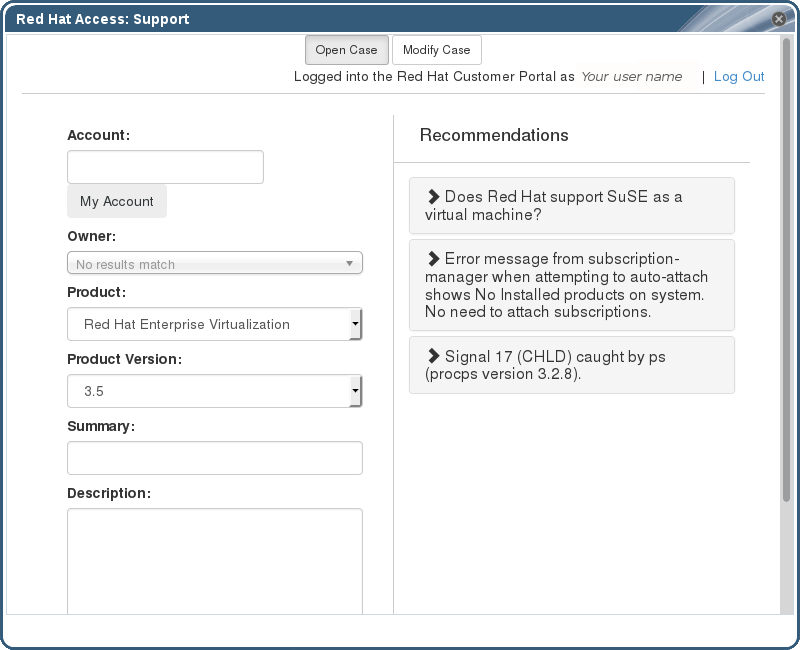 Red Hat Access: Support
Open Case
Modify Case
Logged into the Red Hat Customer Portal as Your user name | Log Out
Account:
My Account
Owner:
No results match
Product:
Red Hat Enterprise Virtualization
Product Version:
3.5
Summary:
Description:
Recommendations
Does Red Hat support SuSE as a
virtual machine?
Error message from subscription-
manager when attempting to auto-attach
shows No Installed products on system.
No need to attach subscriptions.
Signal 17 (CHLD) caught by ps
(procps version 3.2.8).